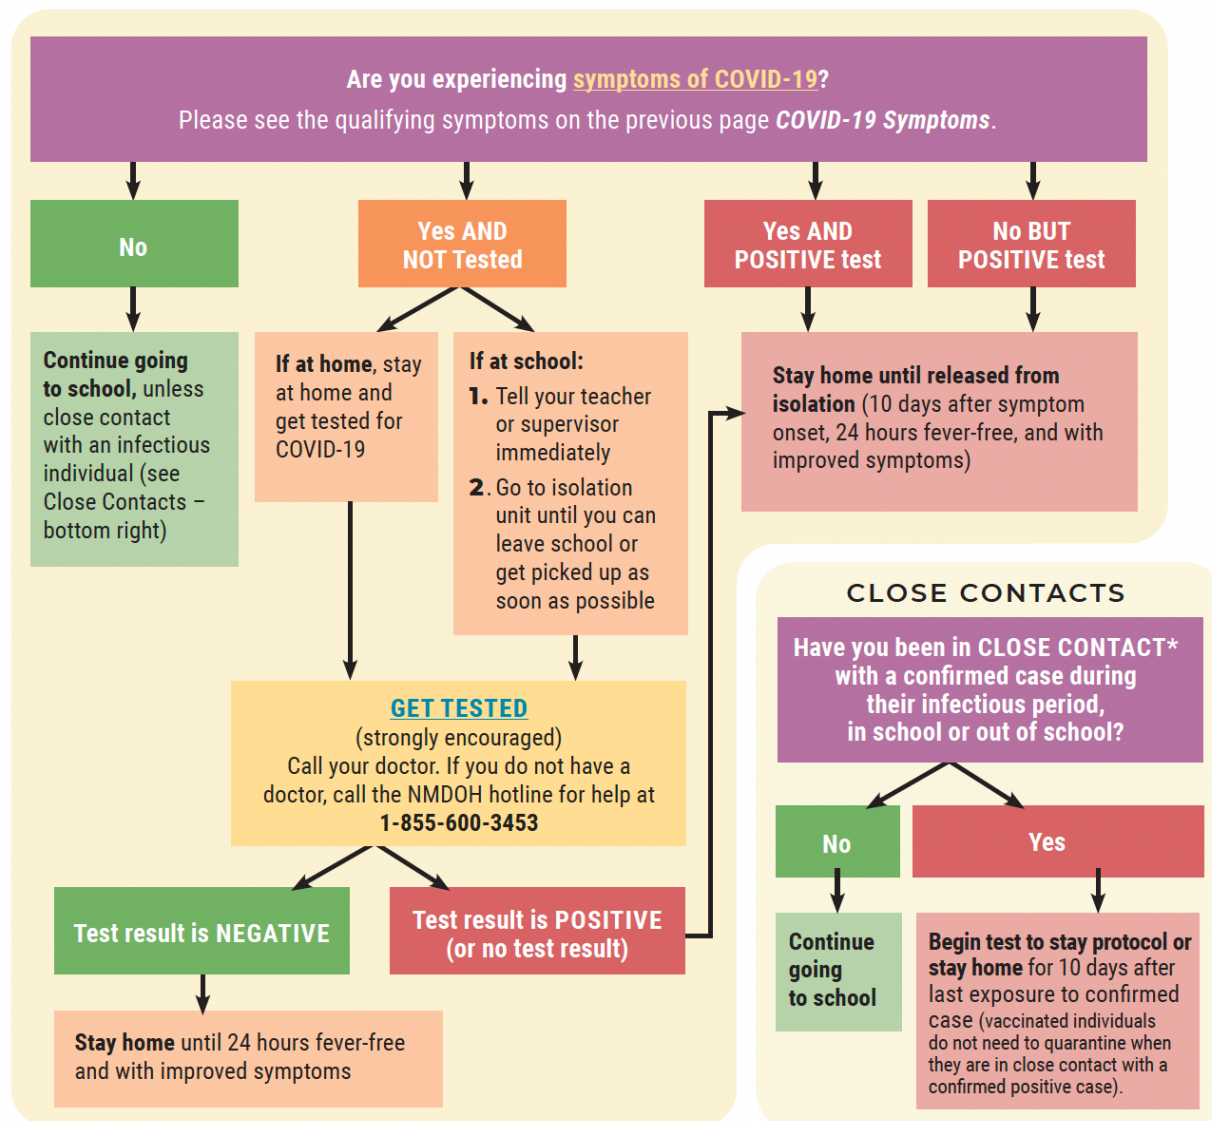 Are you experiencing symptoms of COVID-19?
Please see the qualifying symptoms on the previous page COVID-19 Symptoms.
No
Yes AND
NOT Tested
Yes AND
POSITIVE test
No BUT
POSITIVE test
Continue going
to school, unless
close contact
with an infectious
individual (see
Close Contacts –
bottom right)
If at home, stay
at home and
get tested for
COVID-19
If at school:
1. Tell your teacher
or supervisor
immediately
2. Go to isolation
unit until you can
leave school or
get picked up as
soon as possible
Stay home until released from
isolation (10 days after symptom
onset, 24 hours fever-free, and with
improved symptoms)
GET TESTED
(strongly encouraged)
Call your doctor. If you do not have a
doctor, call the NMDOH hotline for help at
1-855-600-3453
Test result is NEGATIVE
Test result is POSITIVE
(or no test result)
Stay home until 24 hours fever-free
and with improved symptoms
CLOSE CONTACTS
Have you been in CLOSE CONTACT*
with a confirmed case during
their infectious period,
in school or out of school?
No
Yes
Continue
going
to school
Begin test to stay protocol or
stay home for 10 days after
last exposure to confirmed
case (vaccinated individuals
do not need to quarantine when
they are in close contact with a
confirmed positive case).